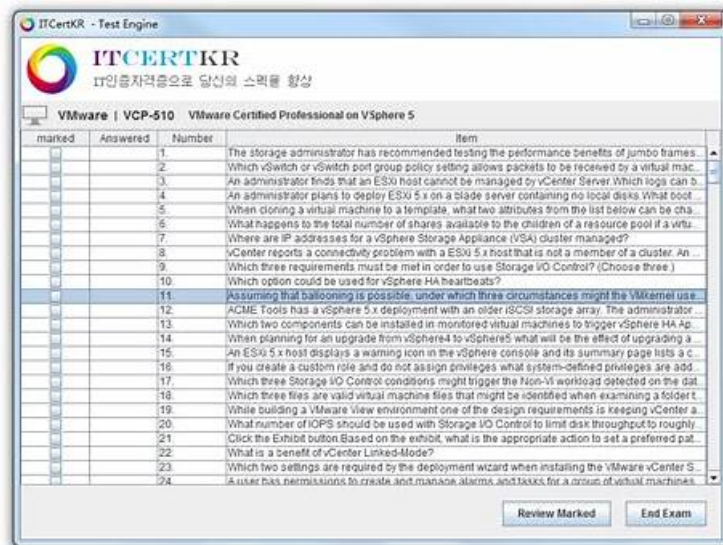 ITCertKR - Test Engine
ITCERTKR
IT인증자격증으로 당신의 스펙을 향상
VMware | VCP-510 VMware Certified Professional on VSphere 5
marked Answered Number Item
1. The storage administrator has recommended testing the performance benefits of jumbo frames...
2. Which vSwitch or vSwitch port group policy setting allows packets to be received by a virtual mac...
3. An administrator finds that an ESXi host cannot be managed by vCenter Server.Which logs can b...
4. An administrator plans to deploy ESXi 5.x on a blade server containing no local disks.What boot ...
5. When cloning a virtual machine to a template, what two attributes from the list below can be cha...
6. What happens to the total number of shares available to the children of a resource pool if a virtu...
7. Where are IP addresses for a vSphere Storage Appliance (VSA) cluster managed?
8. vCenter reports a connectivity problem with a ESXi 5.x host that is not a member of a cluster. An ...
9. Which three requirements must be met in order to use Storage I/O Control? (Choose three.)
10. Which option could be used for vSphere HA heartbeats?
11. Assuming that ballooning is possible, under which three circumstances might the VMkernel use...
12. ACME Tools has a vSphere 5.x deployment with an older iSCSI storage array. The administrator ...
13. Which two components can be installed in monitored virtual machines to trigger vSphere HA Ap...
14. When planning for an upgrade from vSphere4 to vSphere5 what will be the effect of upgrading a...
15. An ESXi 5.x host displays a warning icon in the vSphere console and its summary page lists a c...
16. If you create a custom role and do not assign privileges what system-defined privileges are add...
17. Which three Storage I/O Control conditions might trigger the Non-VI workload detected on the dat...
18. Which three files are valid virtual machine files that might be identified when examining a folder t...
19. While building a VMware View environment one of the design requirements is keeping vCenter a...
20. What number of IOPS should be used with Storage I/O Control to limit disk throughput to roughly...
21. Click the Exhibit button.Based on the exhibit, what is the appropriate action to set a preferred pat...
22. What is a benefit of vCenter Linked-Mode?
23. Which two settings are required by the deployment wizard when installing the VMware vCenter S...
24. A user has permissions to create and manage alarms and tasks for a group of virtual machines...
Review Marked End Exam